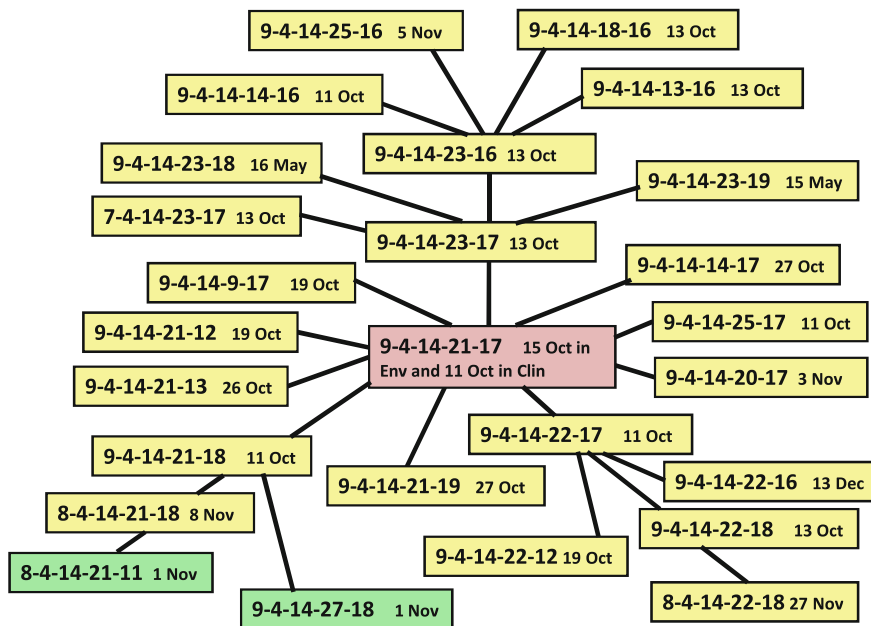 9-4-14-25-16 5 Nov
9-4-14-18-16 13 Oct
9-4-14-14-16 11 Oct
9-4-14-13-16 13 Oct
9-4-14-23-16 13 Oct
9-4-14-23-18 16 May
9-4-14-23-19 15 May
7-4-14-23-17 13 Oct
9-4-14-23-17 13 Oct
9-4-14-9-17 19 Oct
9-4-14-14-17 27 Oct
9-4-14-21-12 19 Oct
9-4-14-21-17 15 Oct in
Env and 11 Oct in Clin
9-4-14-25-17 11 Oct
9-4-14-21-13 26 Oct
9-4-14-20-17 3 Nov
9-4-14-21-18 11 Oct
9-4-14-22-17 11 Oct
9-4-14-21-19 27 Oct
9-4-14-22-16 13 Dec
8-4-14-21-18 8 Nov
9-4-14-22-18 13 Oct
9-4-14-22-12 19 Oct
8-4-14-21-11 1 Nov
9-4-14-27-18 1 Nov
8-4-14-22-18 27 Nov